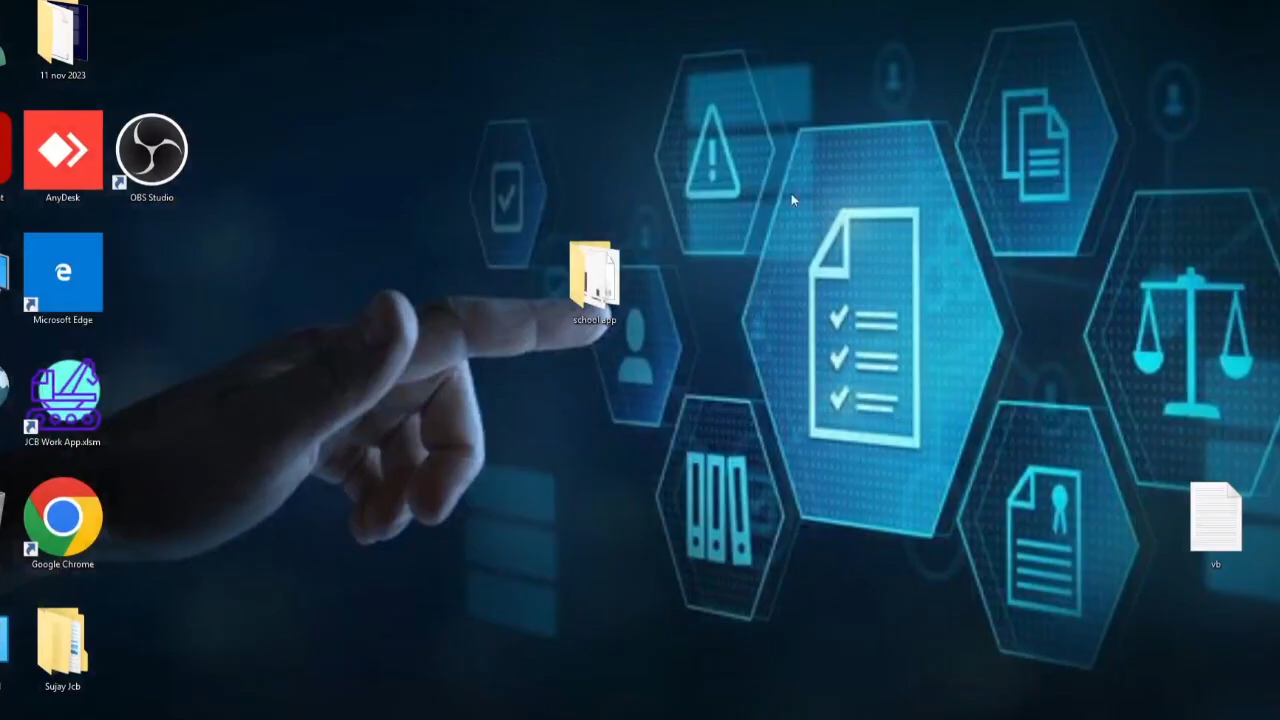 11 nov 2023
AnyDesk
OBS Studio
Microsoft Edge
school app
JCB Work App.xlsm
Google Chrome
vb
Sujay Jcb